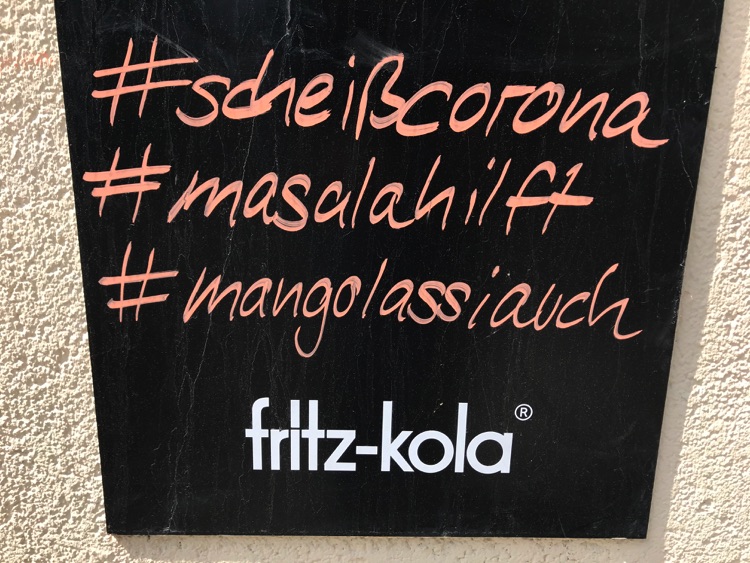 #scheißcorona
#masalahilft
#mangolassiauch
fritz-kola®